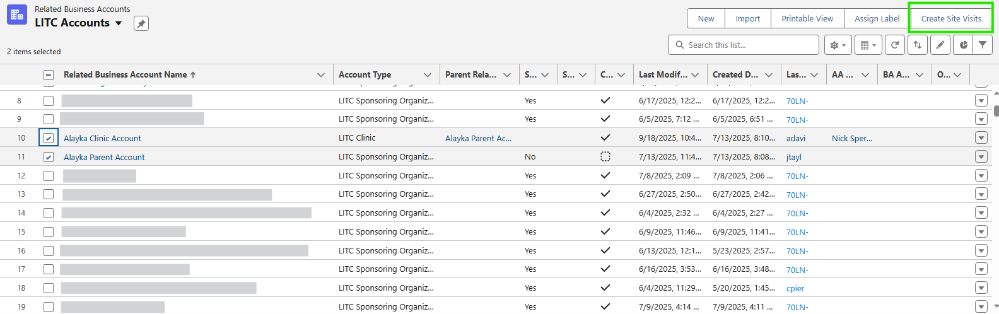 Related Business Accounts
LITC Accounts
New Import Printable View Assign Label Create Site Visits
2 items selected
Search this list...
Related Business Account Name Account Type Parent Rela... S... S... C... Last Modif... Created D... Las... AA ... BA A... O...
LITC Sponsoring Organiz...
8 LITC Sponsoring Organiz... Yes 6/17/2025, 12:2... 6/17/2025, 12:2... 70LN-
9 LITC Sponsoring Organiz... Yes 6/5/2025, 7:12 ... 6/5/2025, 6:51 ... 70LN-
10 Alayka Clinic Account LITC Clinic Alayka Parent Ac... 9/18/2025, 10:4... 7/13/2025, 8:10... adavi Nick Sper...
11 Alayka Parent Account LITC Sponsoring Organiz... No 7/13/2025, 11:4... 7/13/2025, 8:08... jtayl
12 LITC Sponsoring Organiz... Yes 7/8/2025, 2:09 ... 7/8/2025, 2:06 ... 70LN-
13 LITC Sponsoring Organiz... Yes 6/27/2025, 2:50... 6/27/2025, 2:42... 70LN-
14 LITC Sponsoring Organiz... Yes 6/4/2025, 2:32 ... 6/4/2025, 2:27 ... 70LN-
15 LITC Sponsoring Organiz... Yes 6/9/2025, 11:46... 6/9/2025, 11:41... 70LN-
16 LITC Sponsoring Organiz... Yes 6/13/2025, 12:1... 5/23/2025, 2:57... 70LN-
17 LITC Sponsoring Organiz... Yes 6/16/2025, 3:53... 6/16/2025, 3:48... 70LN-
18 LITC Sponsoring Organiz... Yes 6/4/2025, 11:29... 5/20/2025, 1:45... cpier
19 LITC Sponsoring Organiz... Yes 7/9/2025, 4:14 ... 7/9/2025, 4:11 ... 70LN-